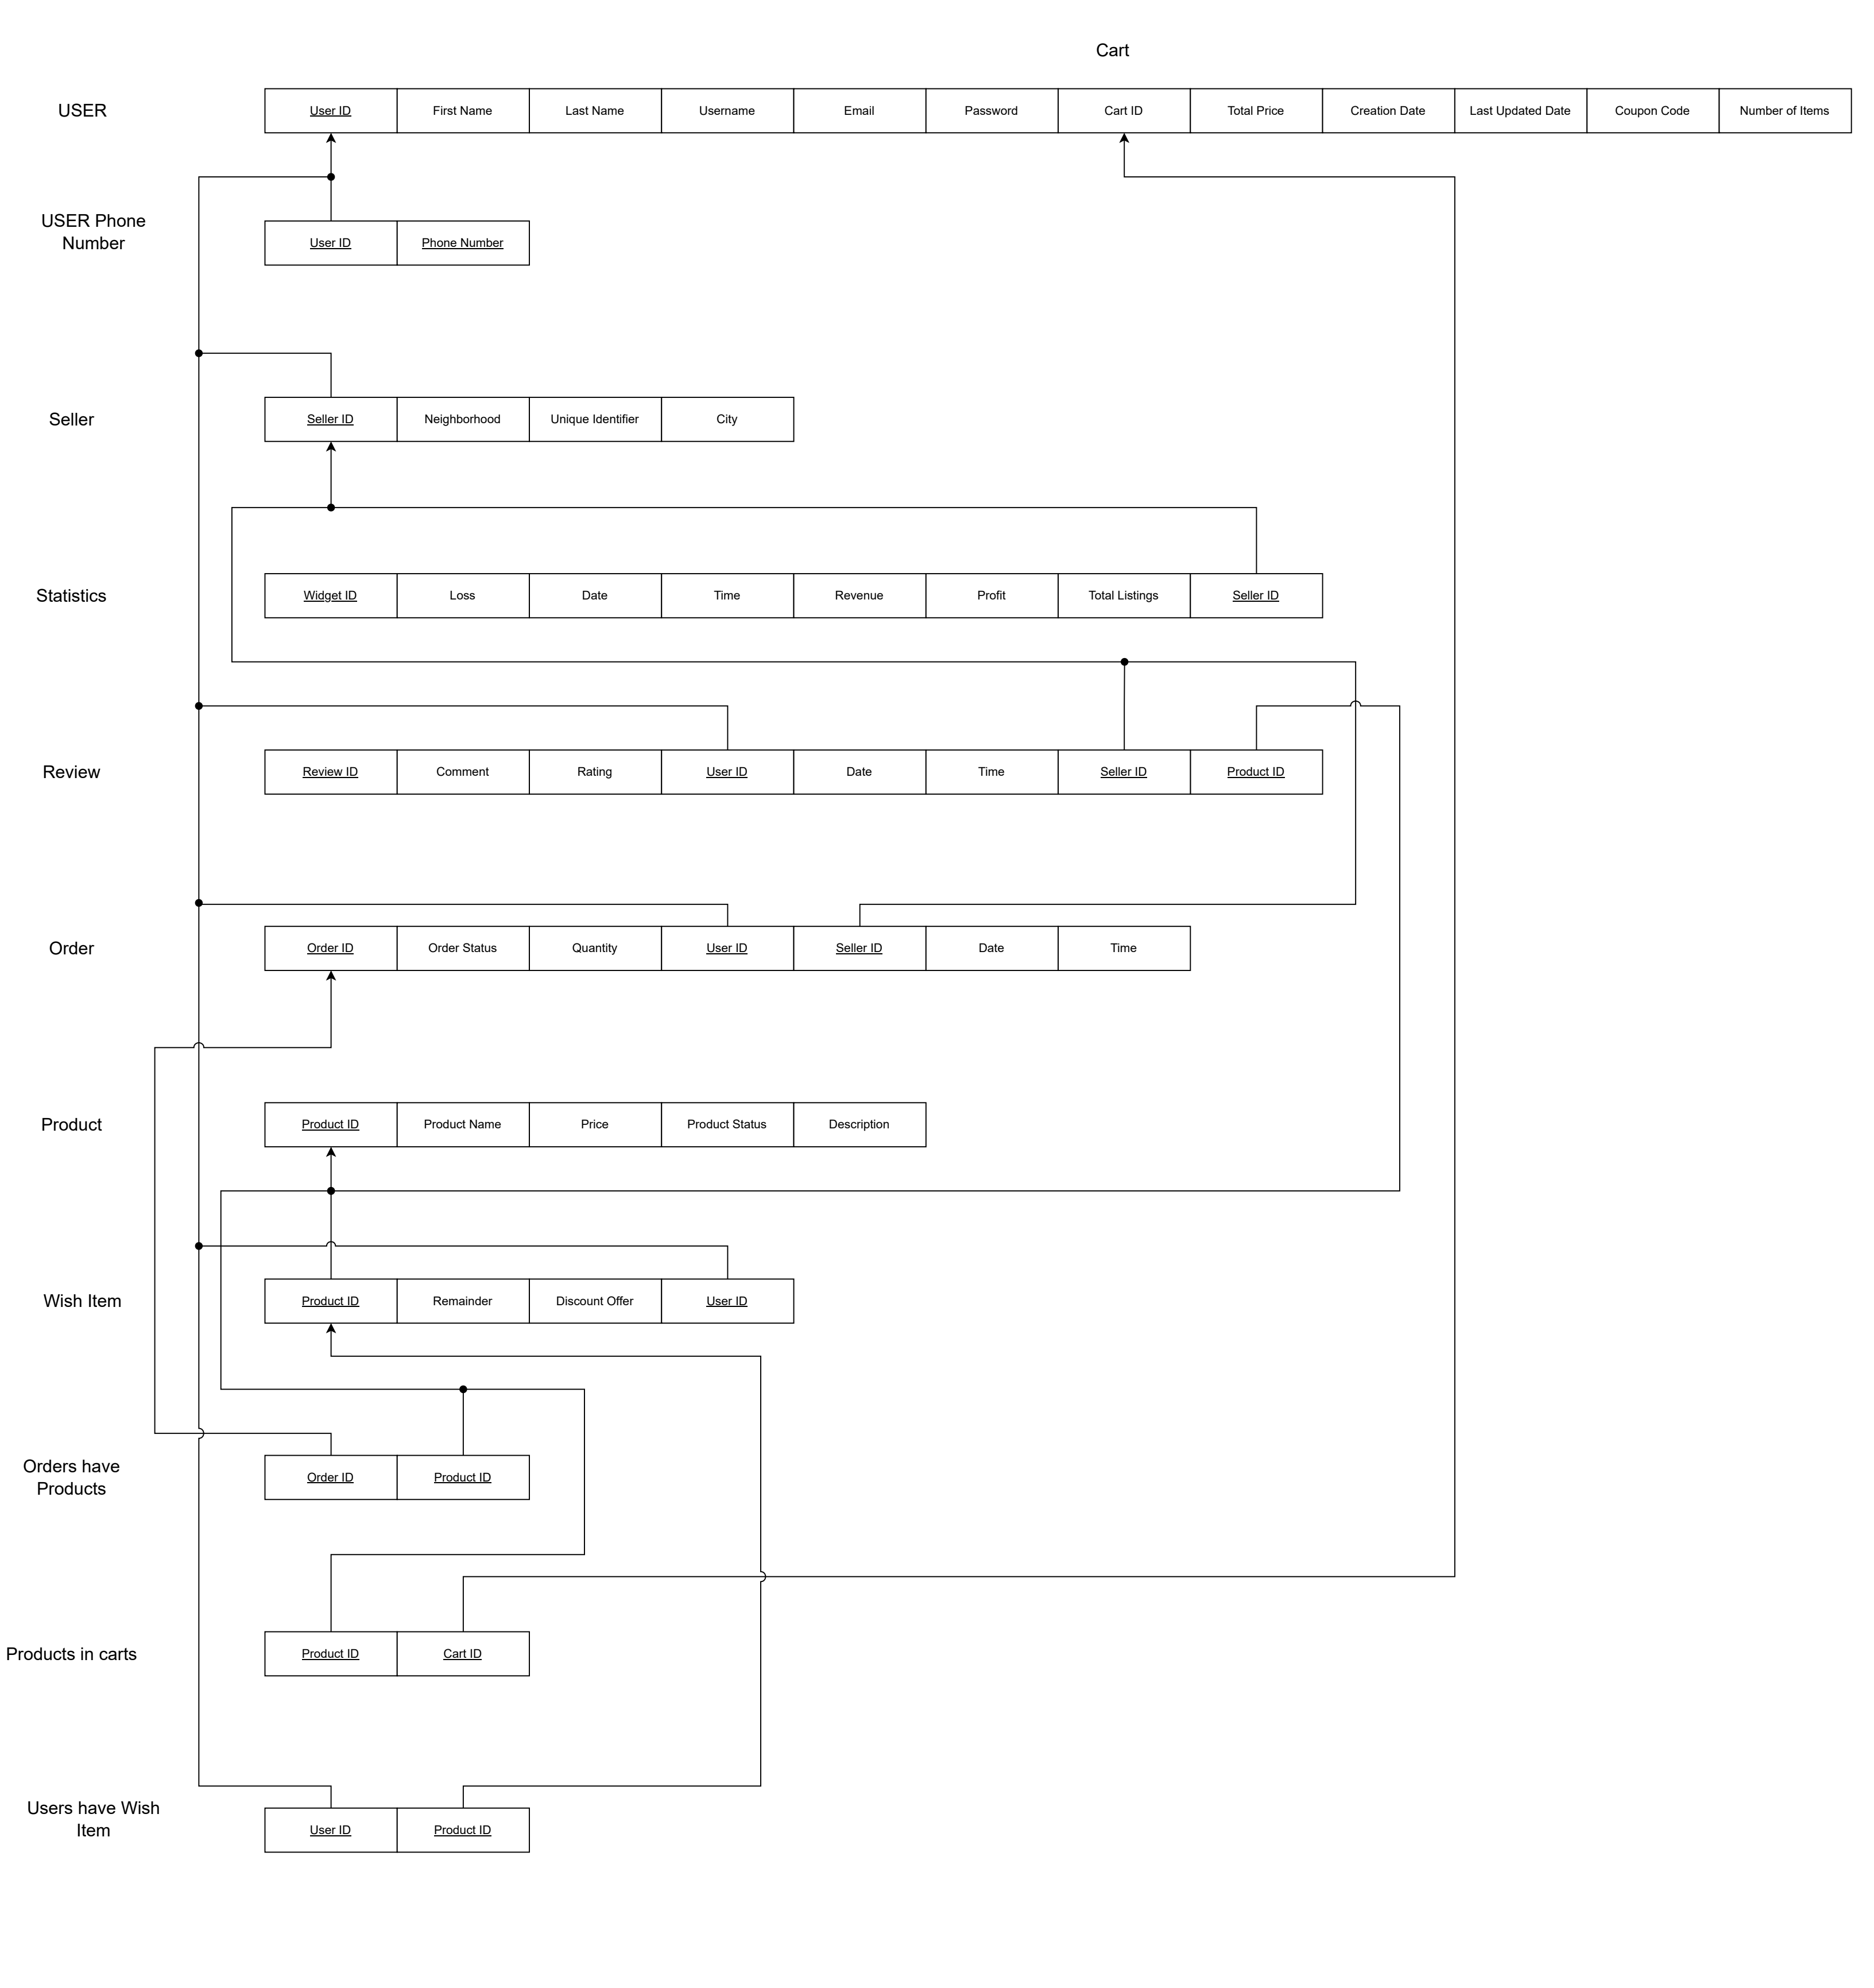 Cart
USER
User ID First Name Last Name Username Email Password Cart ID Total Price Creation Date Last Updated Date Coupon Code Number of Items
USER Phone
Number
User ID Phone Number
Seller
Seller ID Neighborhood Unique Identifier City
Statistics
Widget ID Loss Date Time Revenue Profit Total Listings Seller ID
Review
Review ID Comment Rating User ID Date Time Seller ID Product ID
Order
Order ID Order Status Quantity User ID Seller ID Date Time
Product
Product ID Product Name Price Product Status Description
Wish Item
Product ID Remainder Discount Offer User ID
Orders have
Products
Order ID Product ID
Products in carts
Product ID Cart ID
Users have Wish
Item
User ID Product ID